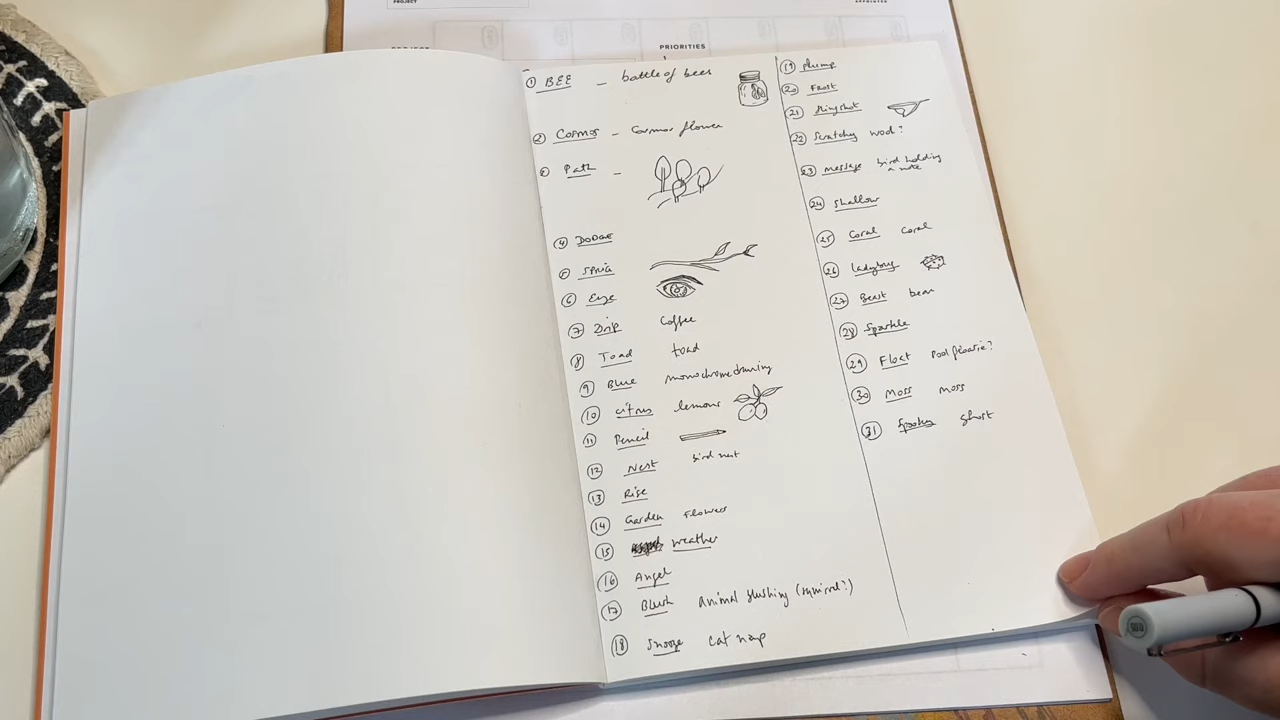 PROJECT
APPOINTED
PROJECT
PRIORITIES
① BEE - bottle of bees
② COSMOS - Cosmos flower
Path -
④ DODGE
⑤ Sprig
⑥ Eye
⑦ Drip coffee
⑧ Toad toad
⑨ Blue monochrome drawing
⑩ citrus lemons
⑪ Pencil
⑫ Nest bird nest
⑬ Rise
⑭ Garden Flowers
⑮ weather
⑯ Angel
⑰ Blush animal blushing (squirrel?)
⑱ Snooze cat nap
⑲ plump
⑳ Frost
㉑ slingshot
㉒ Scratchy wool?
㉓ message bird holding
a note
㉔ shallow
㉕ Coral coral
㉖ ladybug
㉗ Beast bear
㉘ Sparkle
㉙ Float pool floatie?
㉚ Moss moss
㉛ Spooky ghost